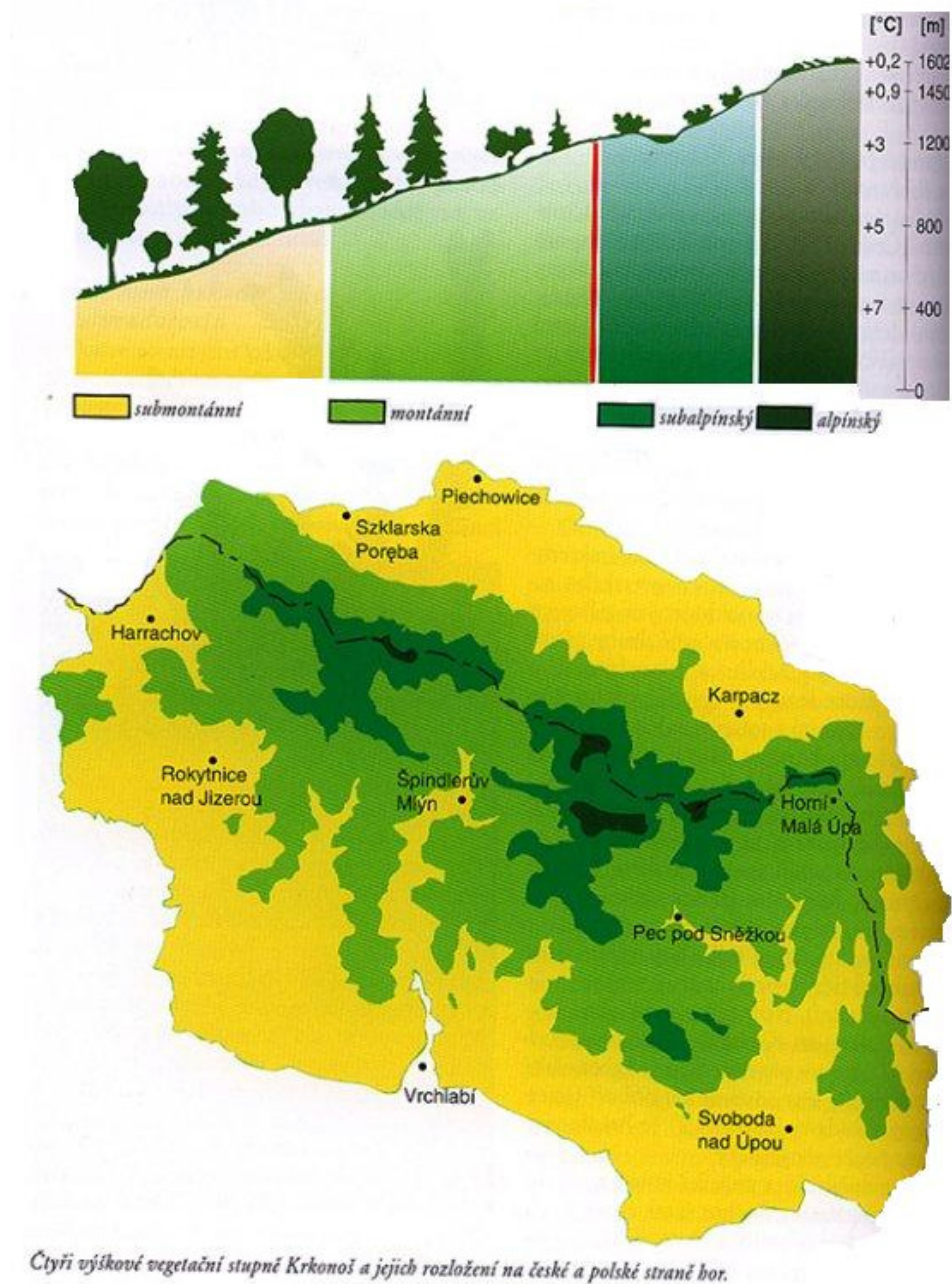 [°C] [m]
+0,2 1602
+0,9 1450
+3 1200
+5 800
+7 400
0
submontánní
montánní
subalpínský
alpínský
Piechowice
Szklarska
Poręba
Harrachov
Karpacz
Rokytnice
nad Jizerou
Špindlerův
Mlýn
Horní
Malá Úpa
Pec pod Sněžkou
Vrchlabí
Svoboda
nad Úpou
Čtyři výškové vegetační stupně Krkonoš a jejich rozložení na české a polské straně hor.